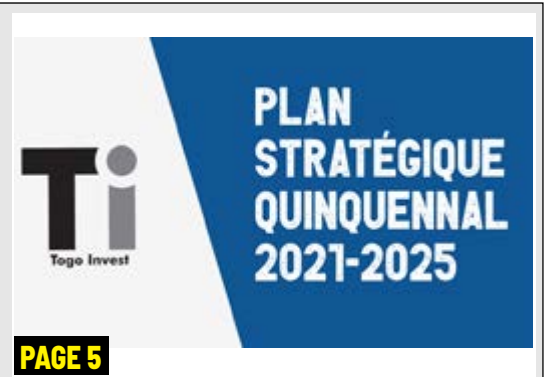 Ti
Togo Invest
PLAN
STRATÉGIQUE
QUINQUENNAL
2021-2025
PAGE 5